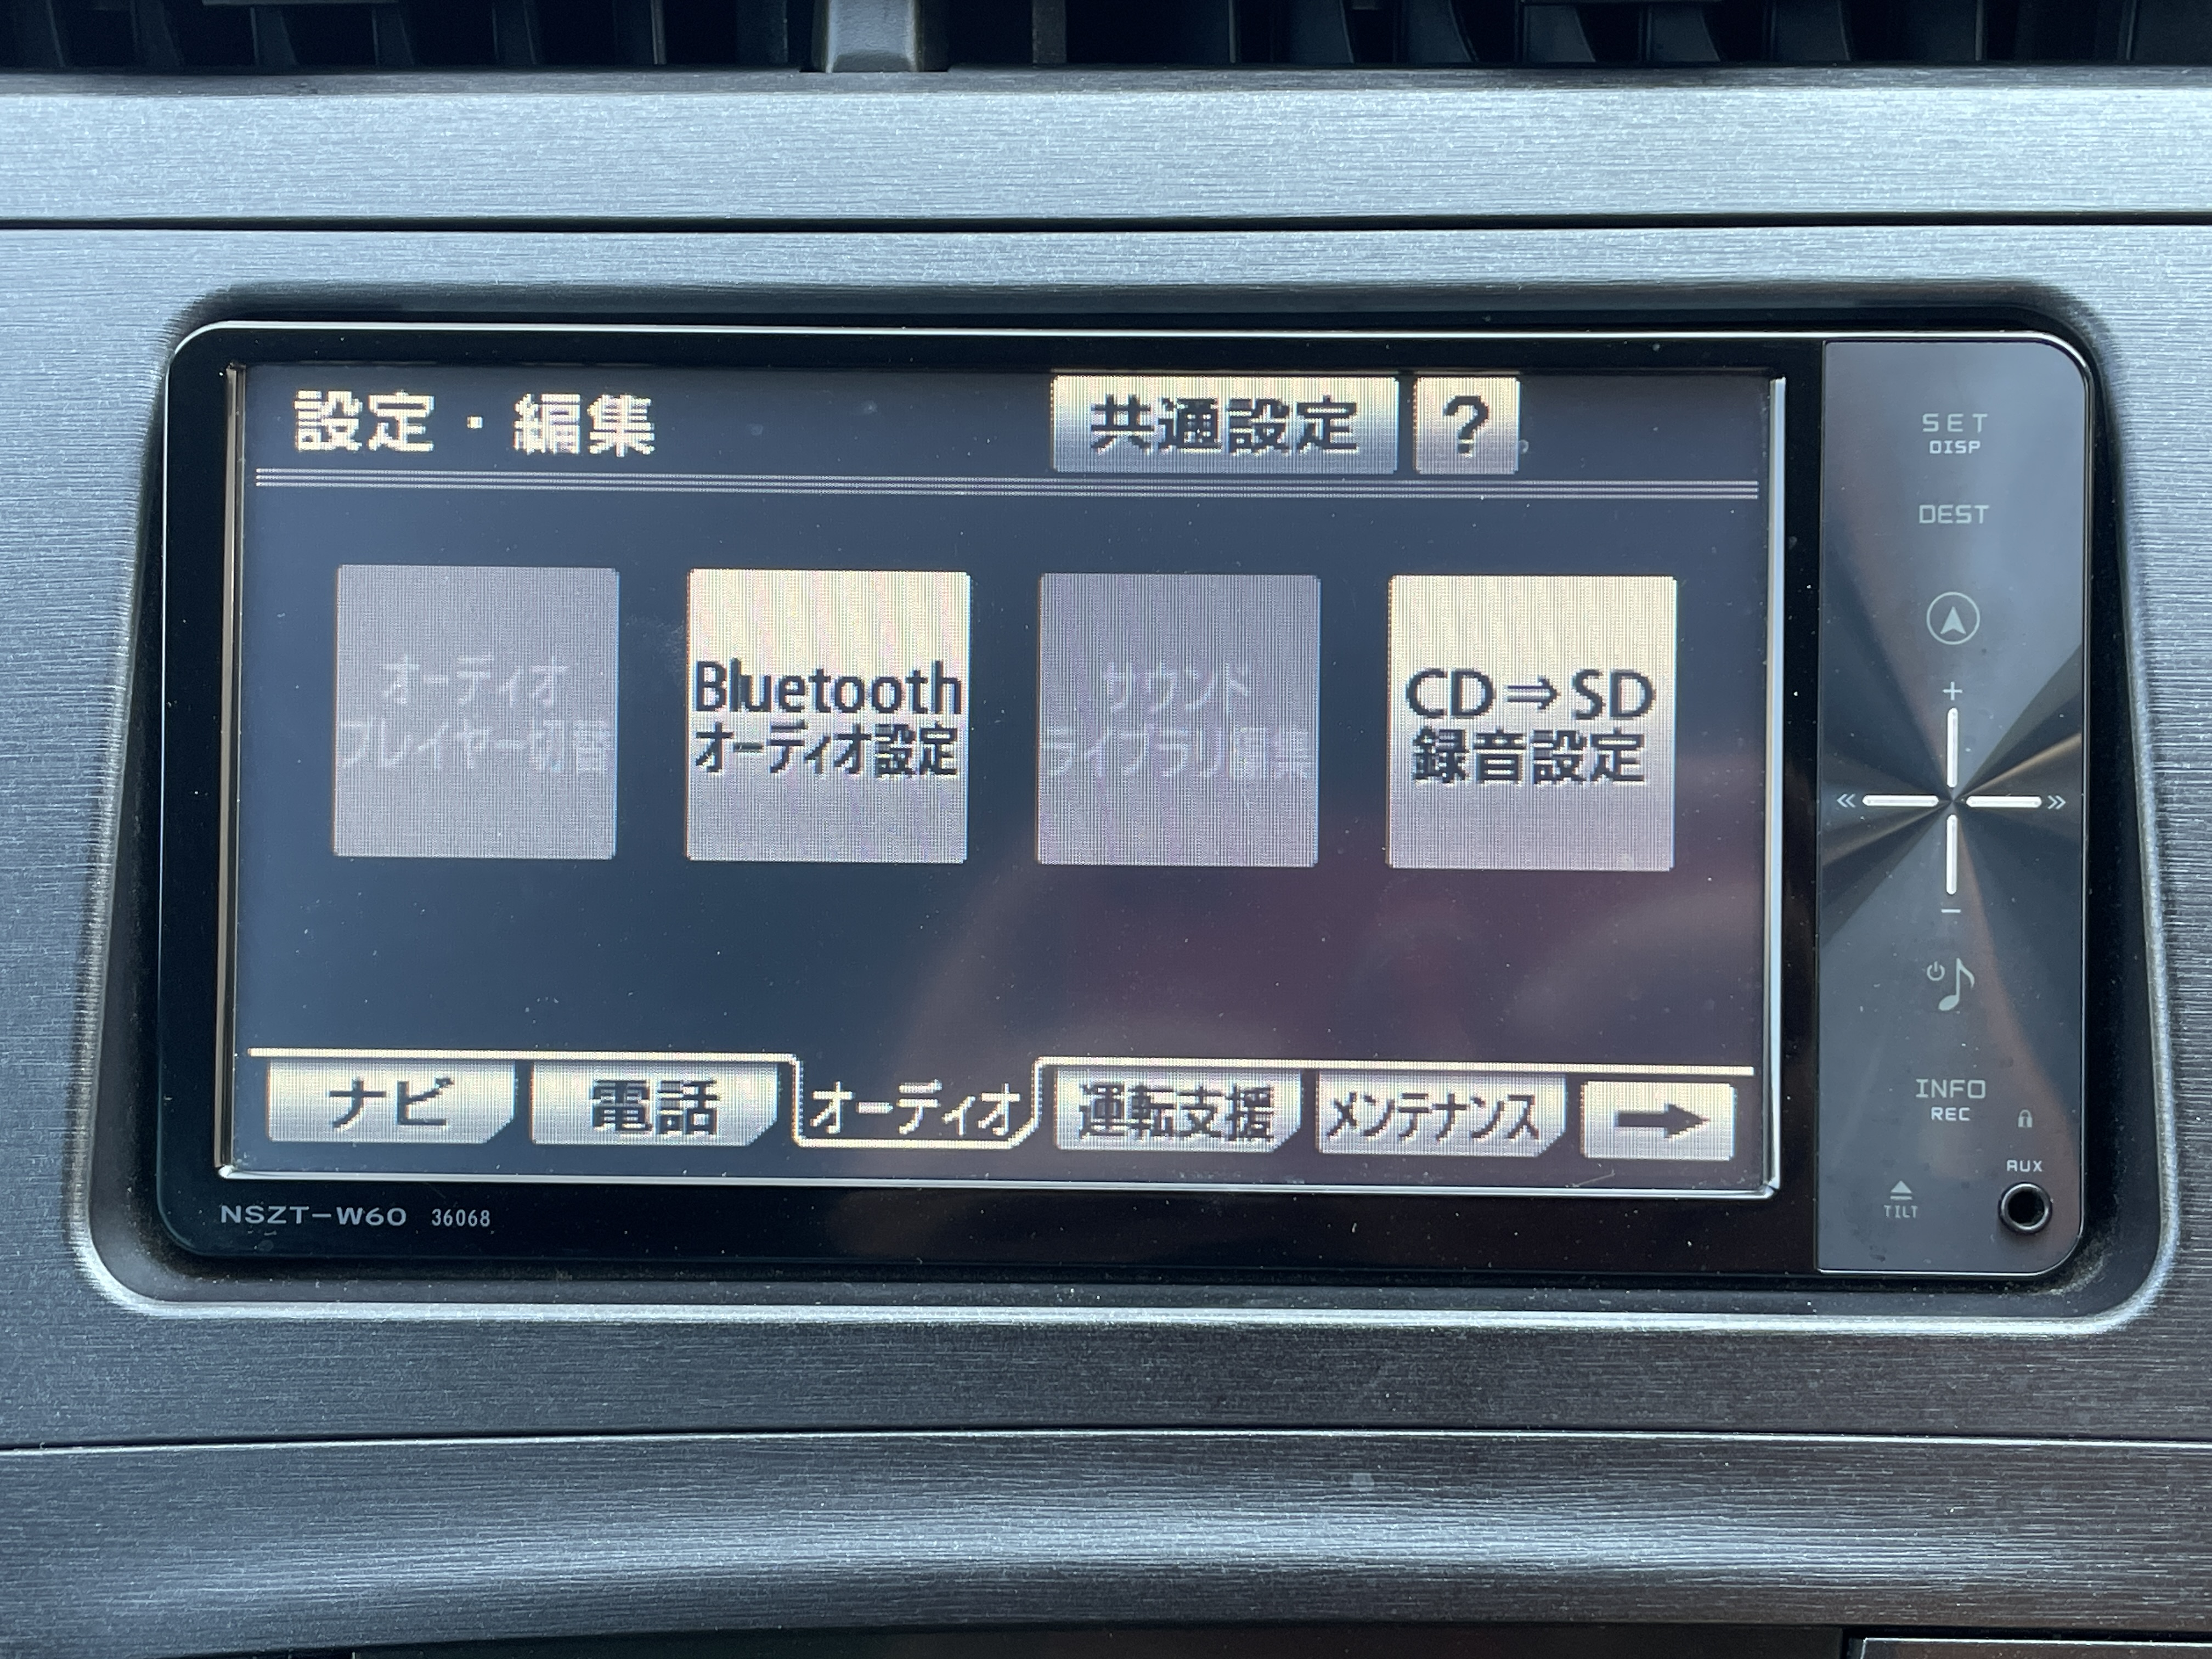 設定・編集
共通設定
?
オーディオ
プレイヤー切替
Bluetooth
オーディオ設定
サウンド
ライブラリ編集
CD⇒SD
録音設定
ナビ
電話
オーディオ
運転支援
メンテナンス
→
NSZT-W60 36068
SET
DISP
DEST
+
«
»
−
INFO
REC
AUX
TILT